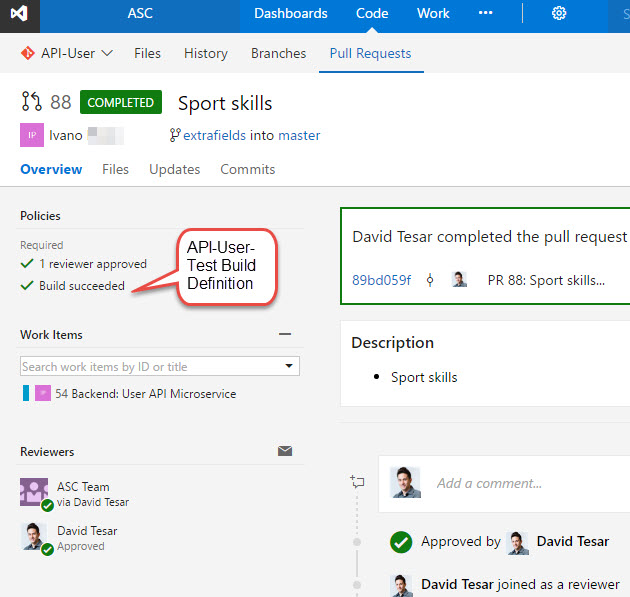 ASC
Dashboards Code Work ...
API-User Files History Branches Pull Requests
88 COMPLETED Sport skills
IP Ivano
extrafields into master
Overview Files Updates Commits
Policies
Required
1 reviewer approved
Build succeeded
API-User-
Test Build
Definition
Work Items
Search work items by ID or title
IP 54 Backend: User API Microservice
Reviewers
ASC Team
via David Tesar
David Tesar
Approved
David Tesar completed the pull request
89bd059f PR 88: Sport skills...
Description
• Sport skills
Add a comment...
Approved by David Tesar
David Tesar joined as a reviewer